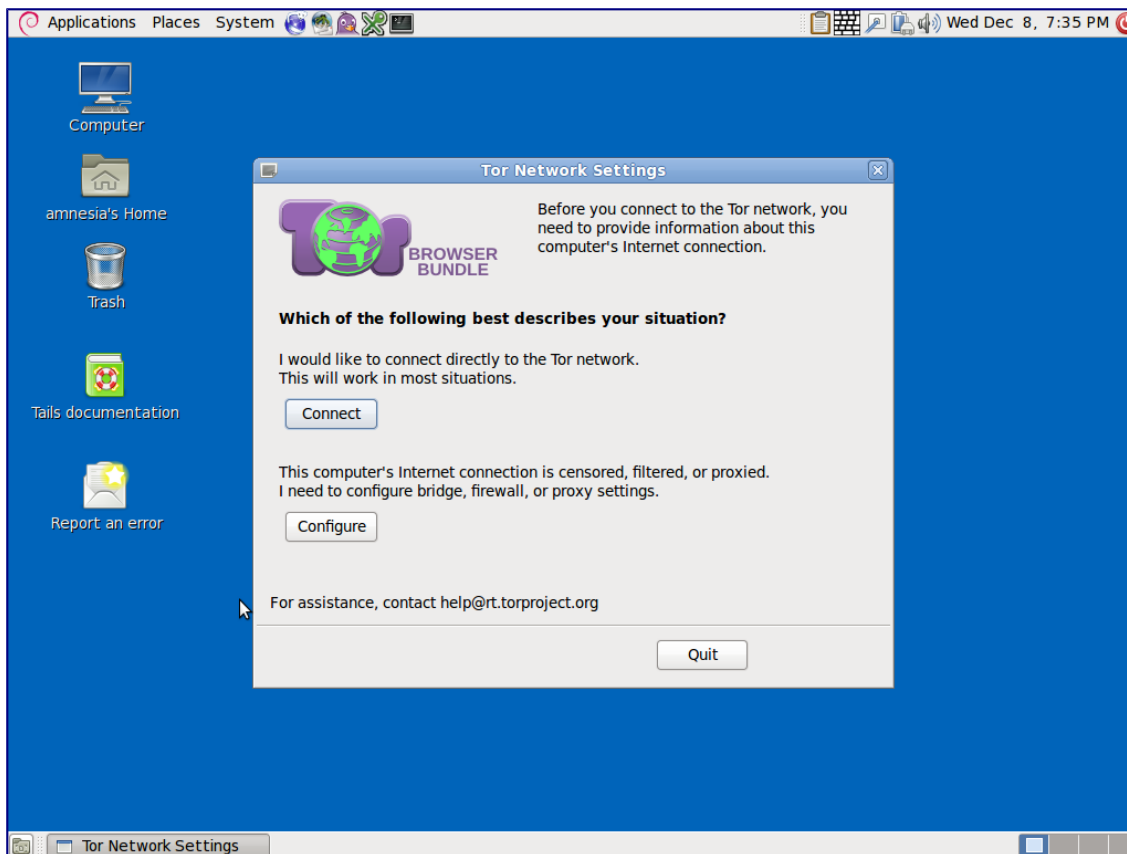 Applications Places System Wed Dec 8, 7:35 PM
Computer
amnesia's Home
Trash
Tails documentation
Report an error
Tor Network Settings
Tor
BROWSER
BUNDLE
Before you connect to the Tor network, you
need to provide information about this
computer's Internet connection.
Which of the following best describes your situation?
I would like to connect directly to the Tor network.
This will work in most situations.
Connect
This computer's Internet connection is censored, filtered, or proxied.
I need to configure bridge, firewall, or proxy settings.
Configure
For assistance, contact help@rt.torproject.org
Quit
Tor Network Settings